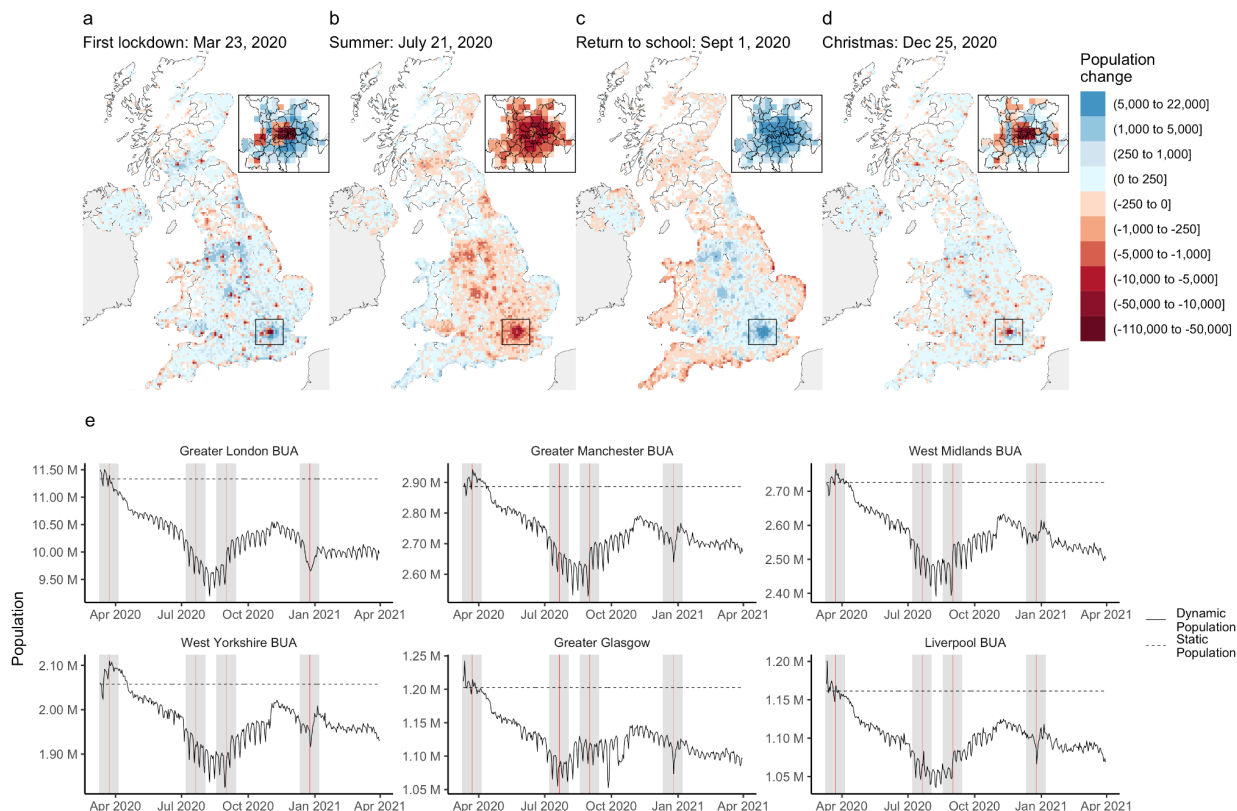 a
First lockdown: Mar 23, 2020
b
Summer: July 21, 2020
c
Return to school: Sept 1, 2020
d
Christmas: Dec 25, 2020
Population
change
(5,000 to 22,000]
(1,000 to 5,000]
(250 to 1,000]
(0 to 250]
(-250 to 0]
(-1,000 to -250]
(-5,000 to -1,000]
(-10,000 to -5,000]
(-50,000 to -10,000]
(-110,000 to -50,000]
e
Population
Greater London BUA
11.50 M
11.00 M
10.50 M
10.00 M
9.50 M
Apr 2020 Jul 2020 Oct 2020 Jan 2021 Apr 2021
Greater Manchester BUA
2.90 M
2.80 M
2.70 M
2.60 M
Apr 2020 Jul 2020 Oct 2020 Jan 2021 Apr 2021
West Midlands BUA
2.70 M
2.60 M
2.50 M
2.40 M
Apr 2020 Jul 2020 Oct 2020 Jan 2021 Apr 2021
West Yorkshire BUA
2.10 M
2.00 M
1.90 M
Apr 2020 Jul 2020 Oct 2020 Jan 2021 Apr 2021
Greater Glasgow
1.25 M
1.20 M
1.15 M
1.10 M
1.05 M
Apr 2020 Jul 2020 Oct 2020 Jan 2021 Apr 2021
Liverpool BUA
1.20 M
1.15 M
1.10 M
1.05 M
Apr 2020 Jul 2020 Oct 2020 Jan 2021 Apr 2021
Dynamic
Population
Static
Population